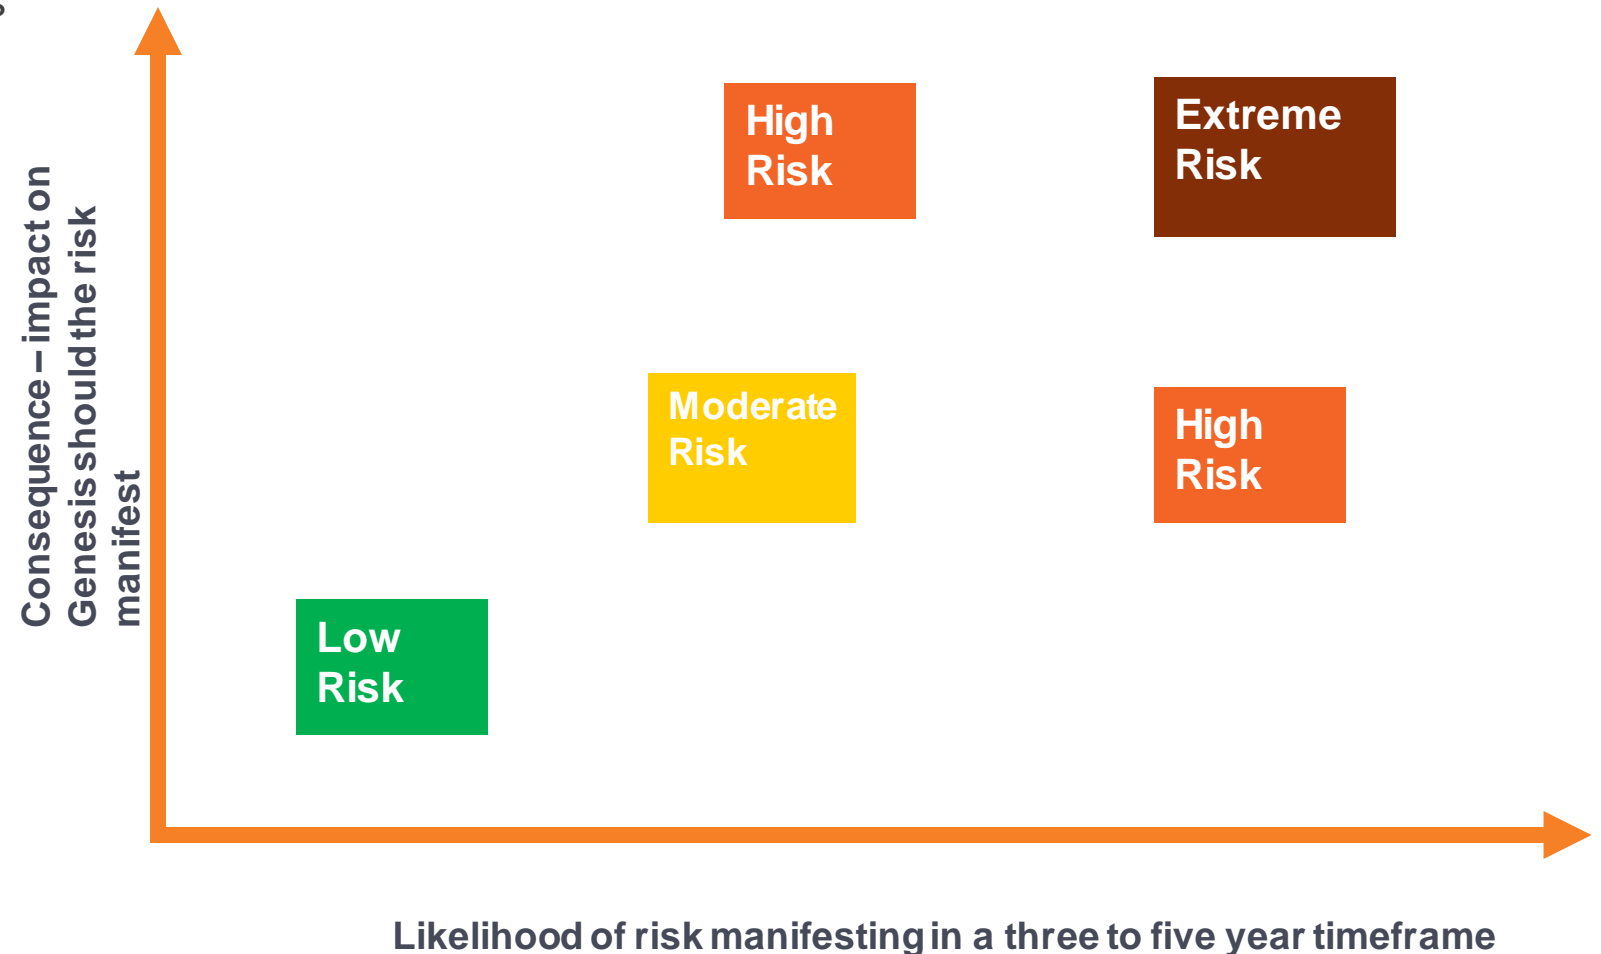 Consequence – impact on
Genesis should the risk
manifest
High
Risk
Extreme
Risk
Moderate
Risk
High
Risk
Low
Risk
Likelihood of risk manifesting in a three to five year timeframe